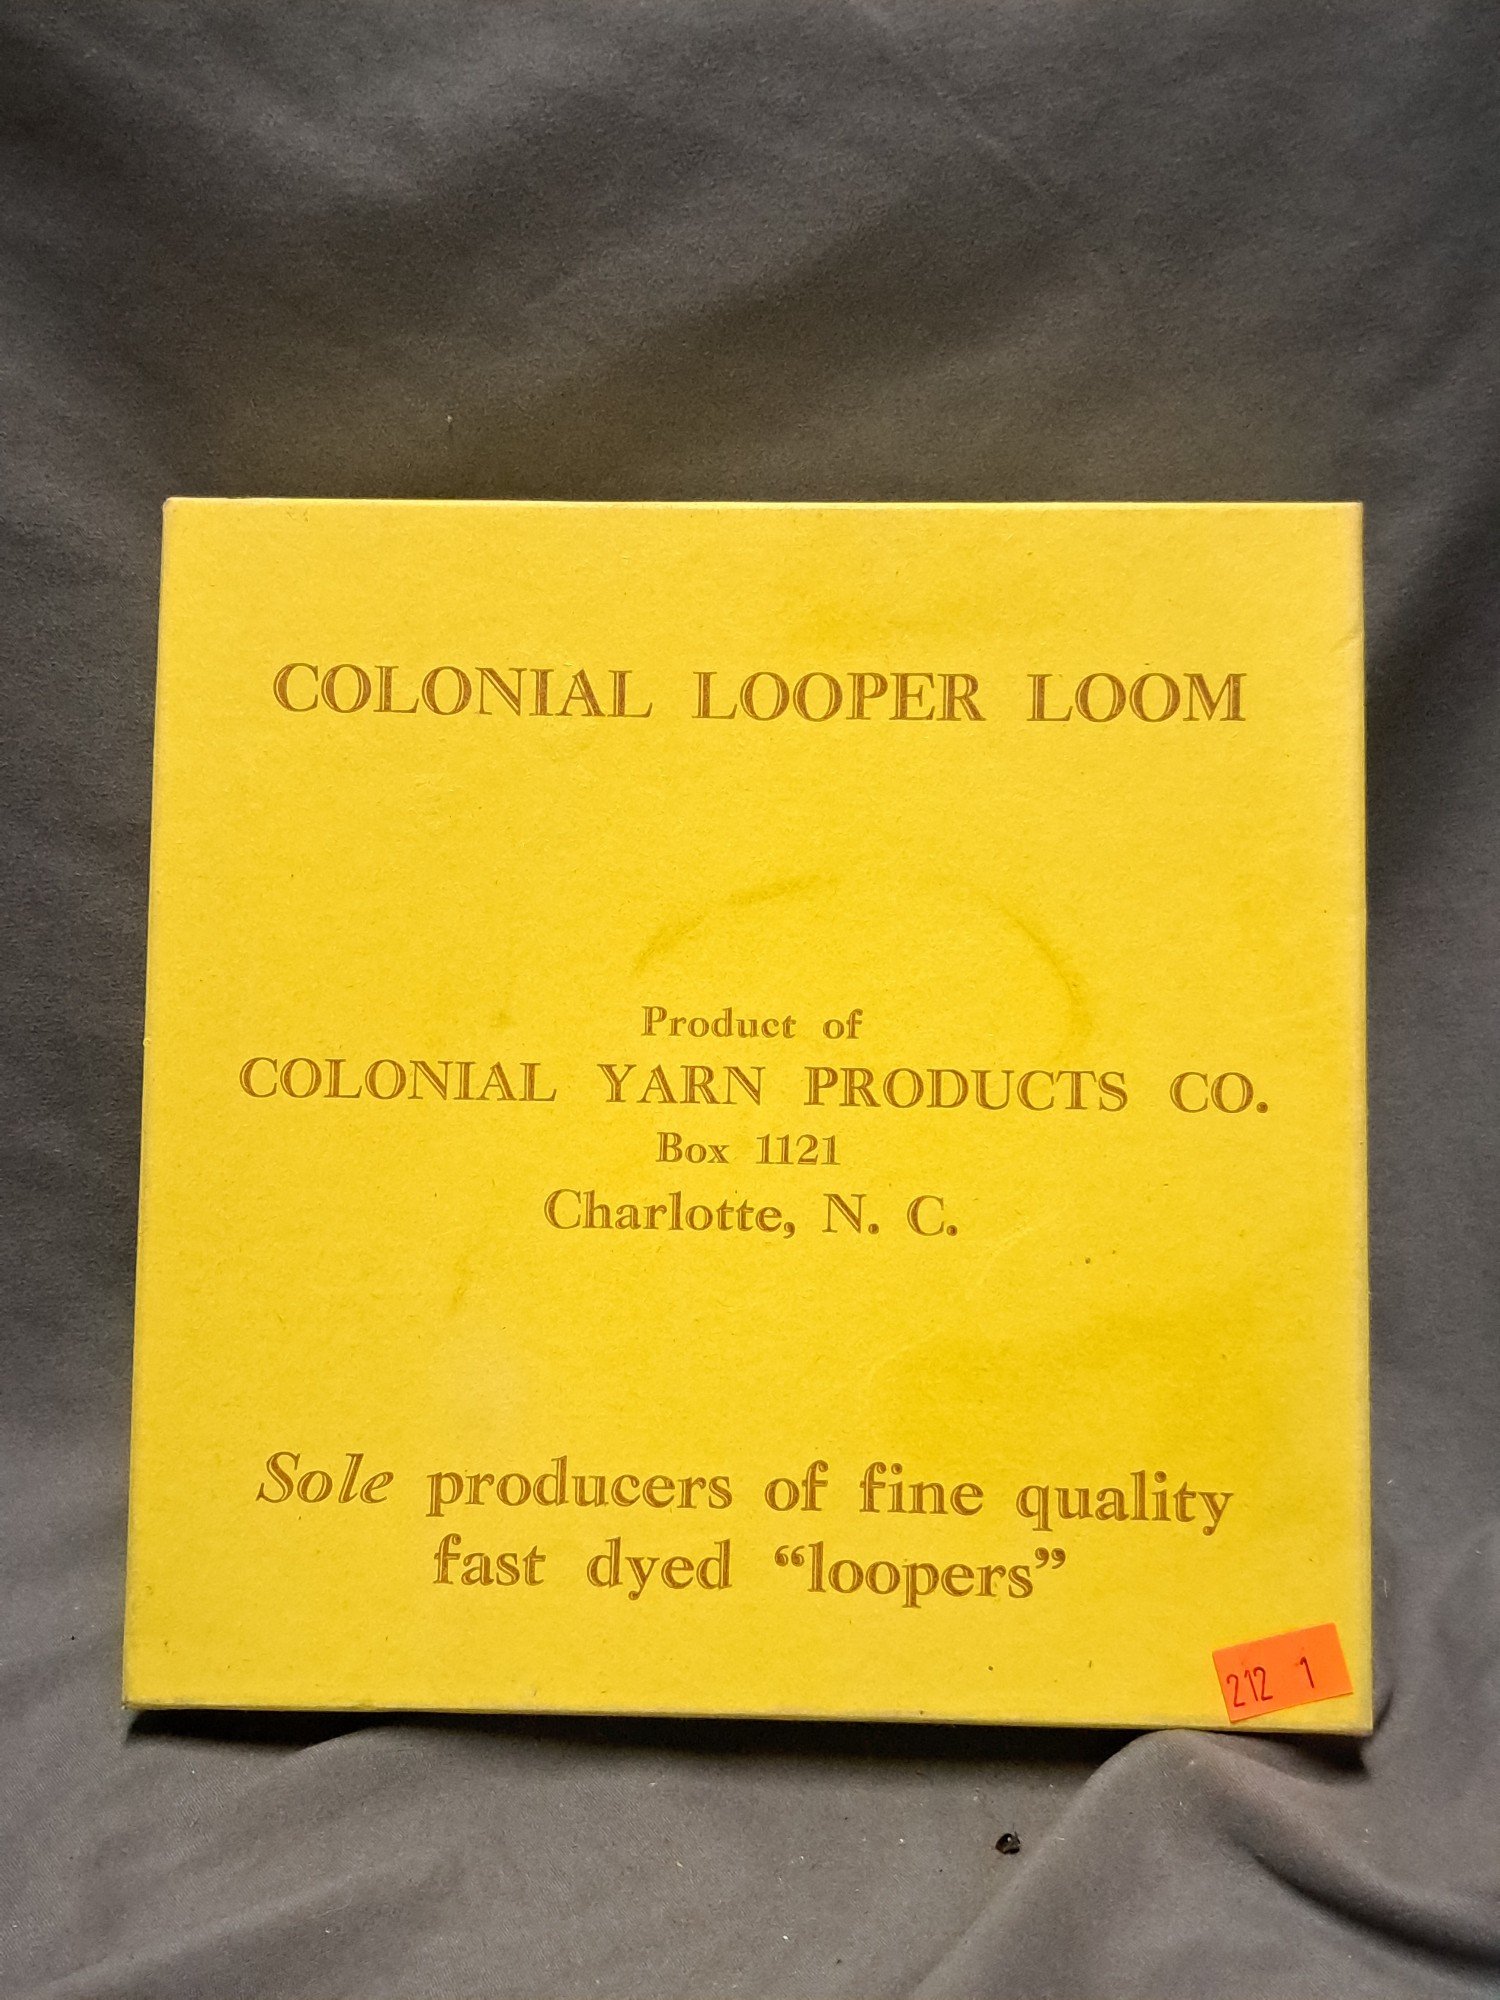 COLONIAL LOOPER LOOM
Product of
COLONIAL YARN PRODUCTS CO.
Box 1121
Charlotte, N. C.
Sole producers of fine quality
fast dyed “loopers”
212 1